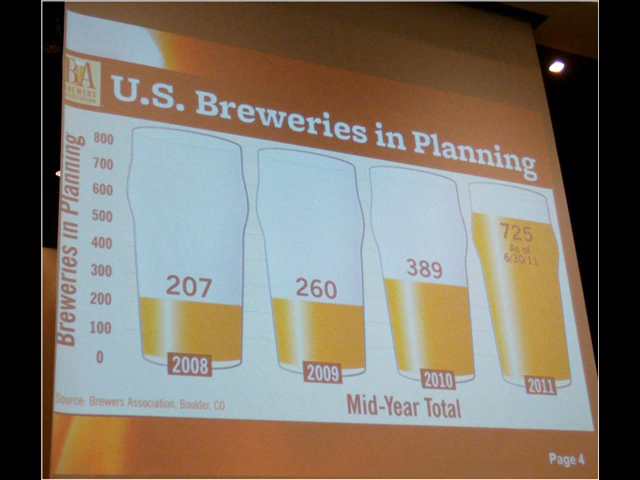 BA
BREWERS
ASSOCIATION
U.S. Breweries in Planning
Breweries in Planning
800
700
600
500
400
300
200
100
0
207
260
389
725
As of
6/30/11
2008
2009
2010
2011
Mid-Year Total
Source: Brewers Association, Boulder, CO
Page 4